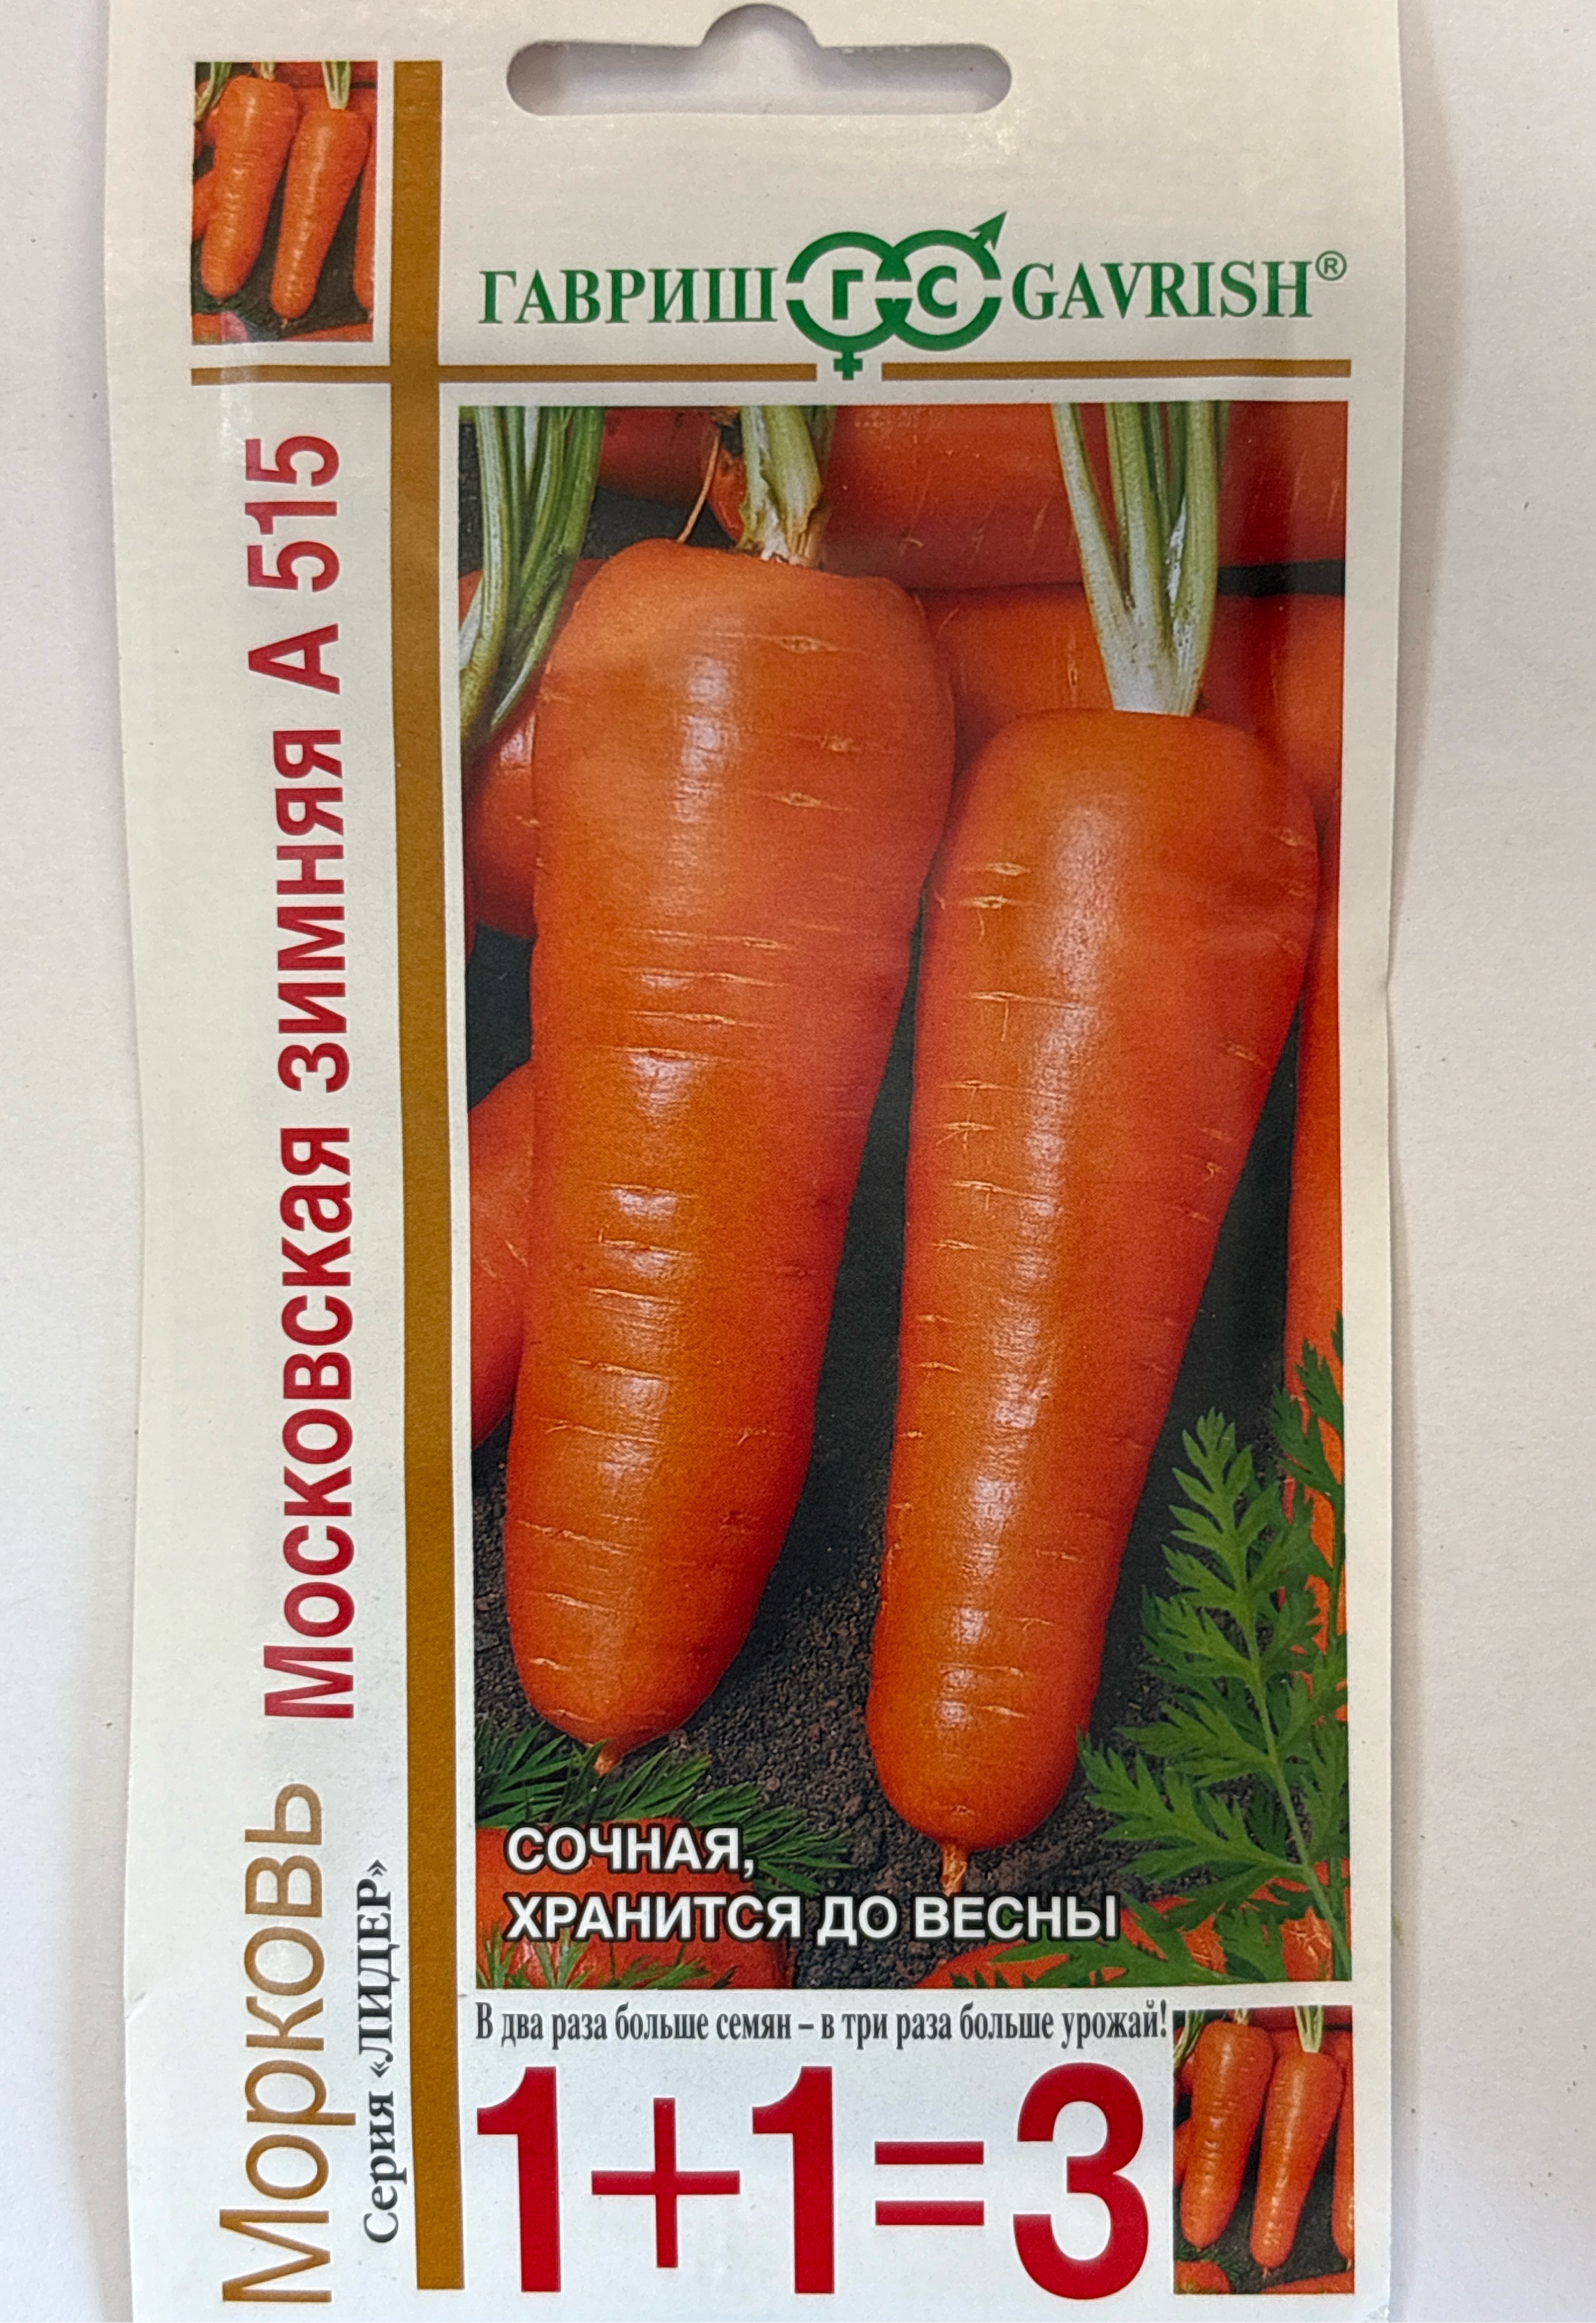 ГАВРИШ ГС GAVRISH®
Морковь Московская зимняя А 515
Серия «ЛИДЕР»
СОЧНАЯ,
ХРАНИТСЯ ДО ВЕСНЫ
В два раза больше семян – в три раза больше урожай!
1+1=3